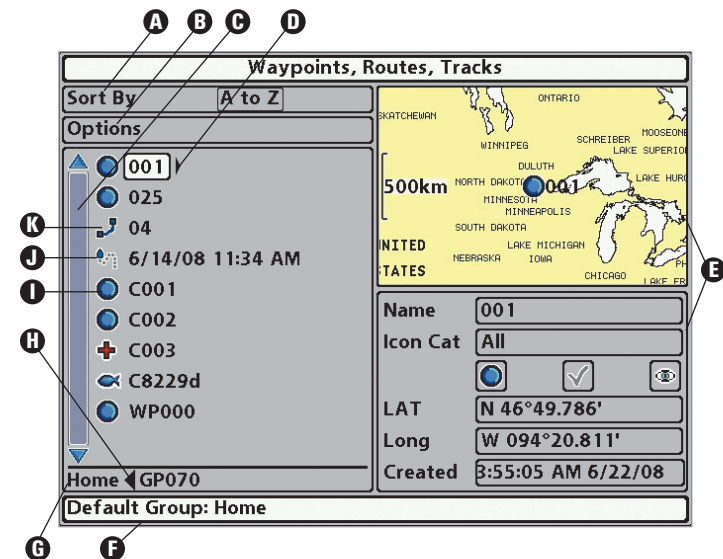 A B C D
Waypoints, Routes, Tracks
Sort By A to Z
Options
001
025
K 04
J 6/14/08 11:34 AM
I C001
C002
H C003
C8229d
WP000
Home GP070
G F
Default Group: Home
ONTARIO
SKATCHEWAN
WINNIPEG
SCHREIBER
MOOSEONE
LAKE SUPERIO
DULUTH
500km
NORTH DAKOT
001
LAKE HURO
MINNESOTA
MINNEAPOLIS
SOUTH DAKOTA
NITED
LAKE MICHIGAN
TATES
NEBRASKA
IOWA
CHICAGO
PH
LAKE ER
E
Name 001
Icon Cat All
LAT N 46°49.786'
Long W 094°20.811'
Created 3:55:05 AM 6/22/08